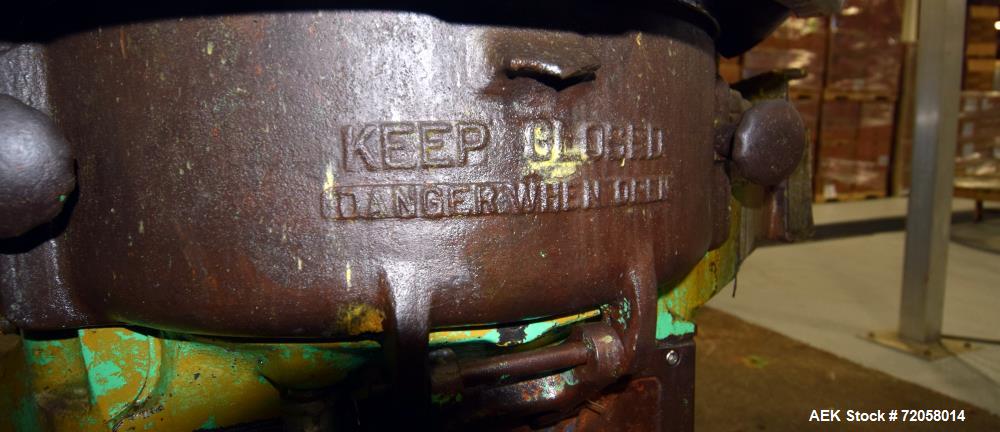 KEEP CLOSED
DANGER WHEN OPEN
AEK Stock # 72058014